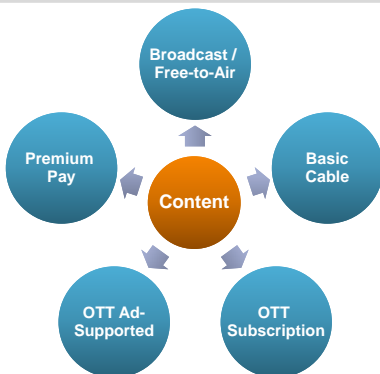 Broadcast /
Free-to-Air
Premium
Pay
Basic
Cable
Content
OTT Ad-
Supported
OTT
Subscription